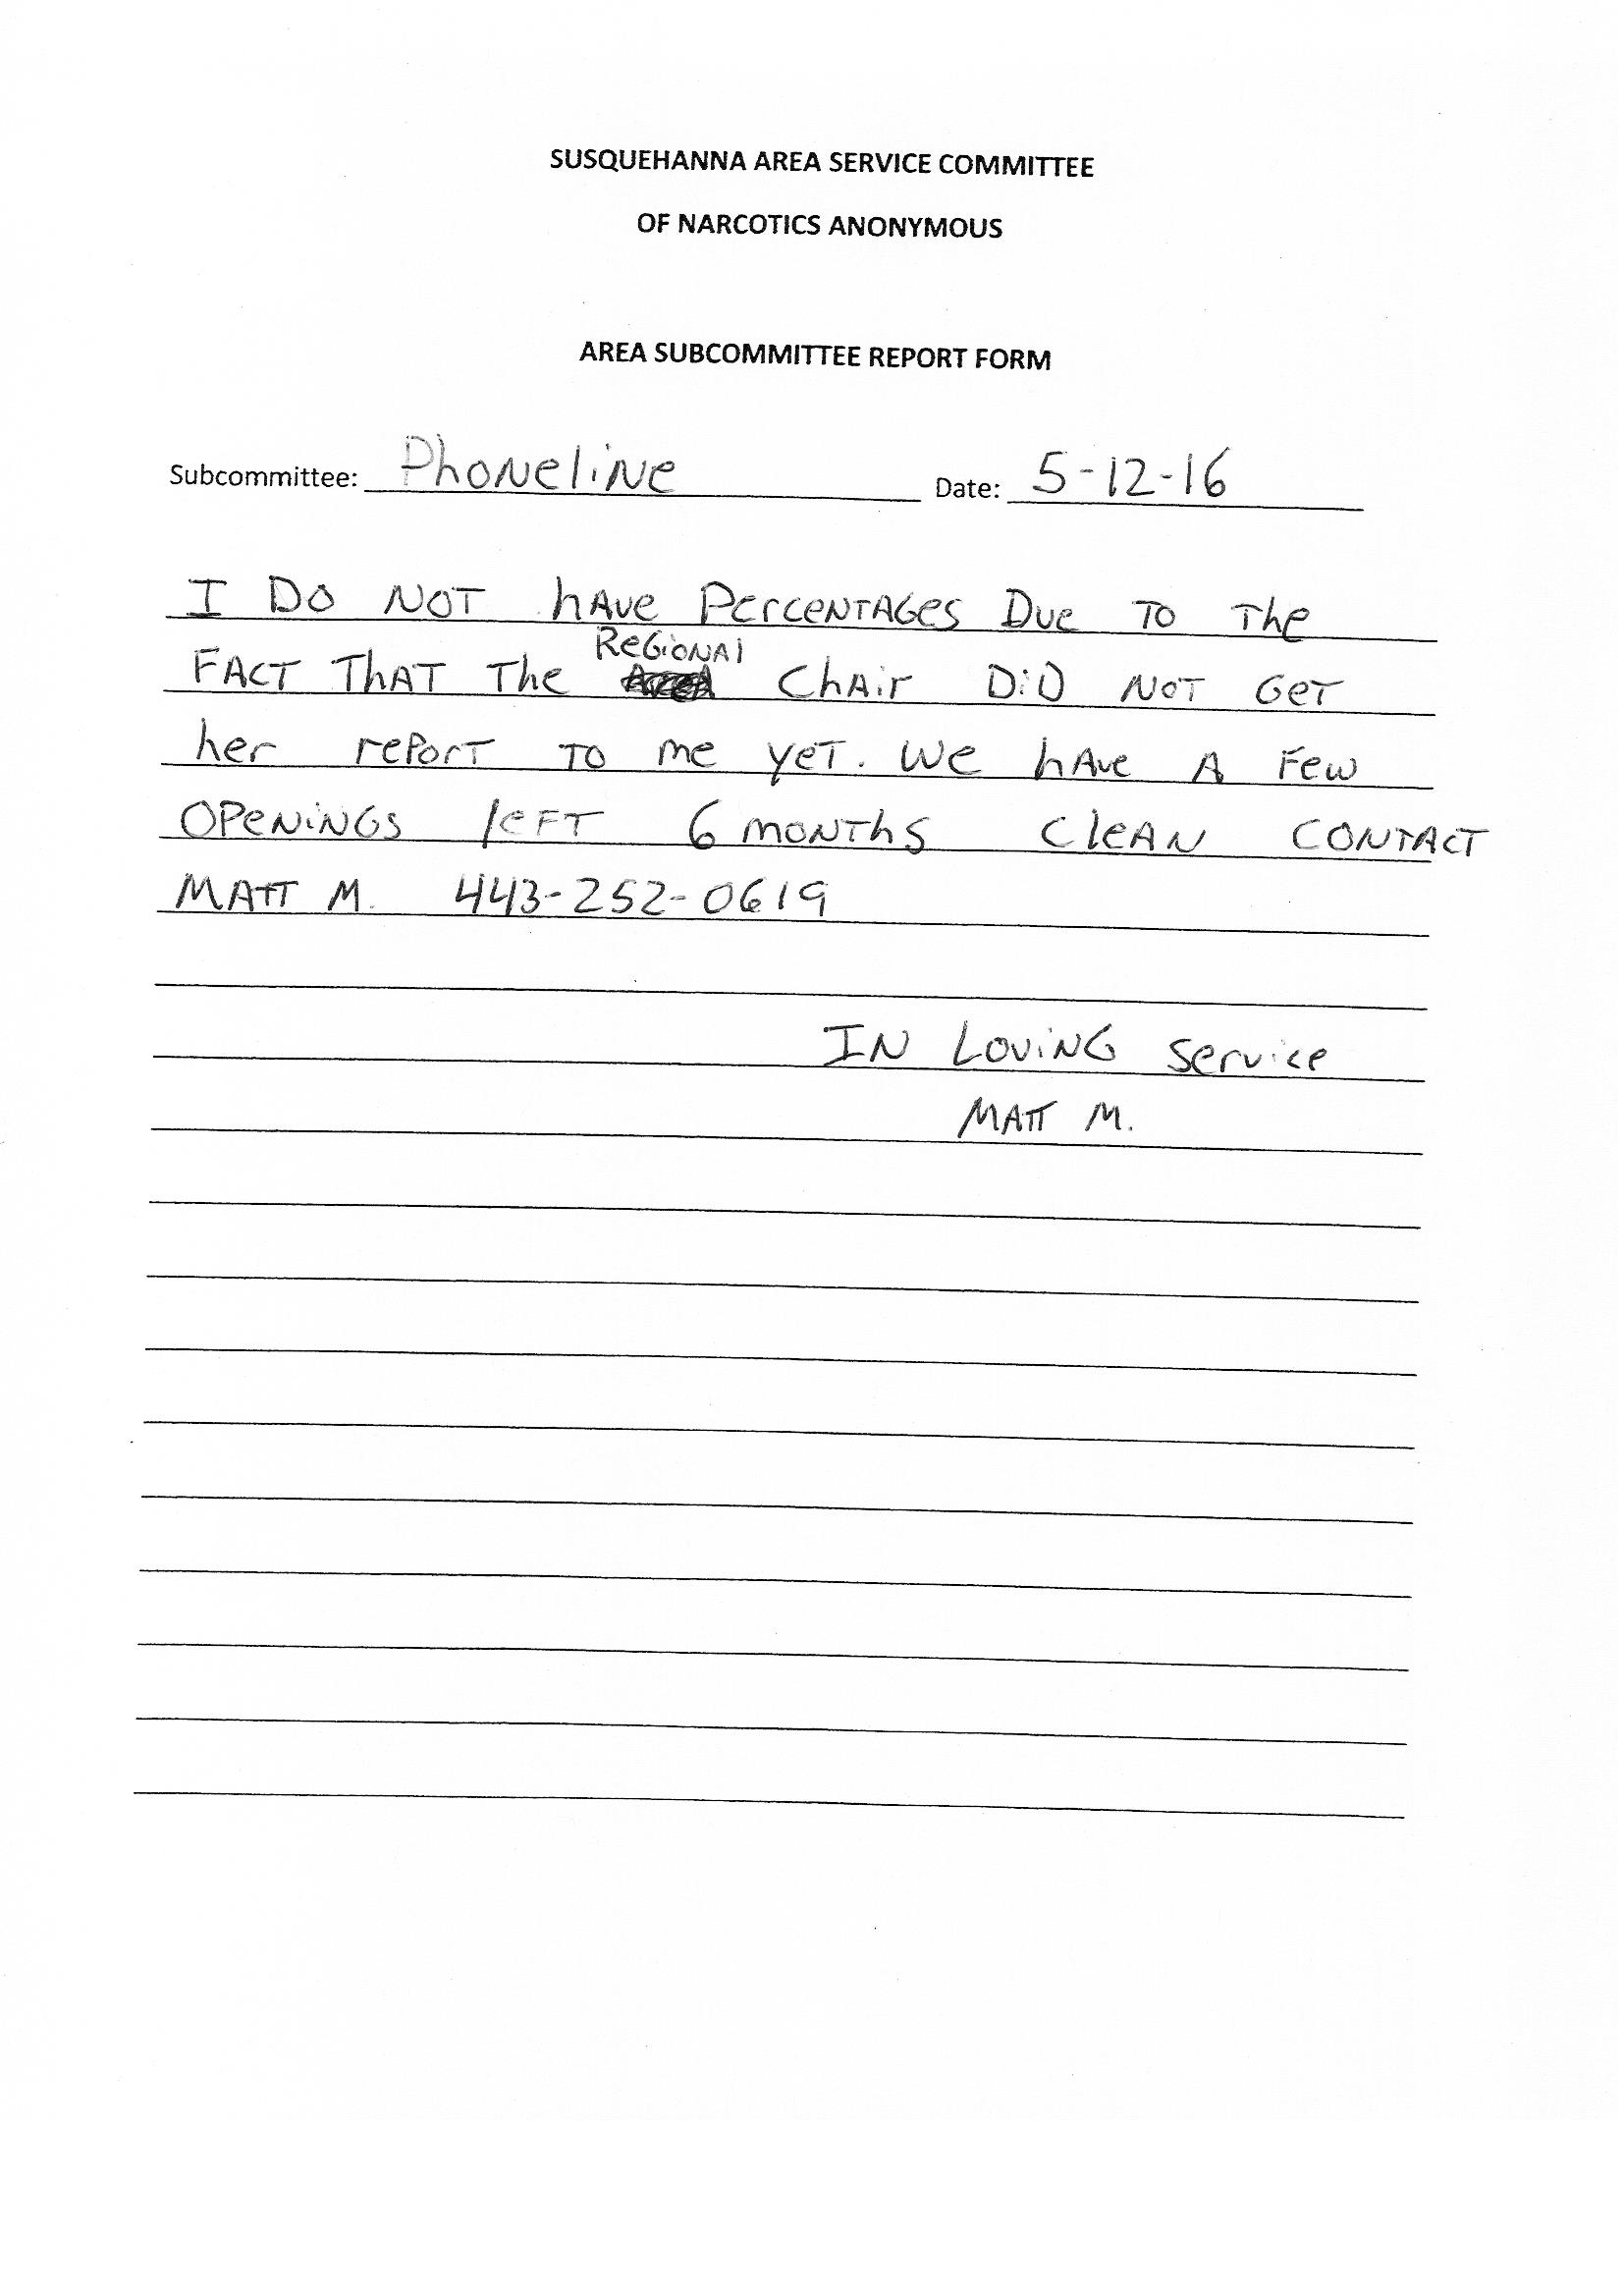 SUSQUEHANNA AREA SERVICE COMMITTEE
OF NARCOTICS ANONYMOUS
AREA SUBCOMMITTEE REPORT FORM
Subcommittee: Phoneline Date: 5-12-16
I DO NOT hAve PerceNTAGes Due TO The
FACT ThAT The ReGiONAl ChAir DiD NOT GeT
her rePorT TO me yeT. We hAve A Few
OPeNiNGS leFT 6 mONThS CleAN CONTACT
MATT M. 443-252-0619
IN LOviNG Service
MATT M.